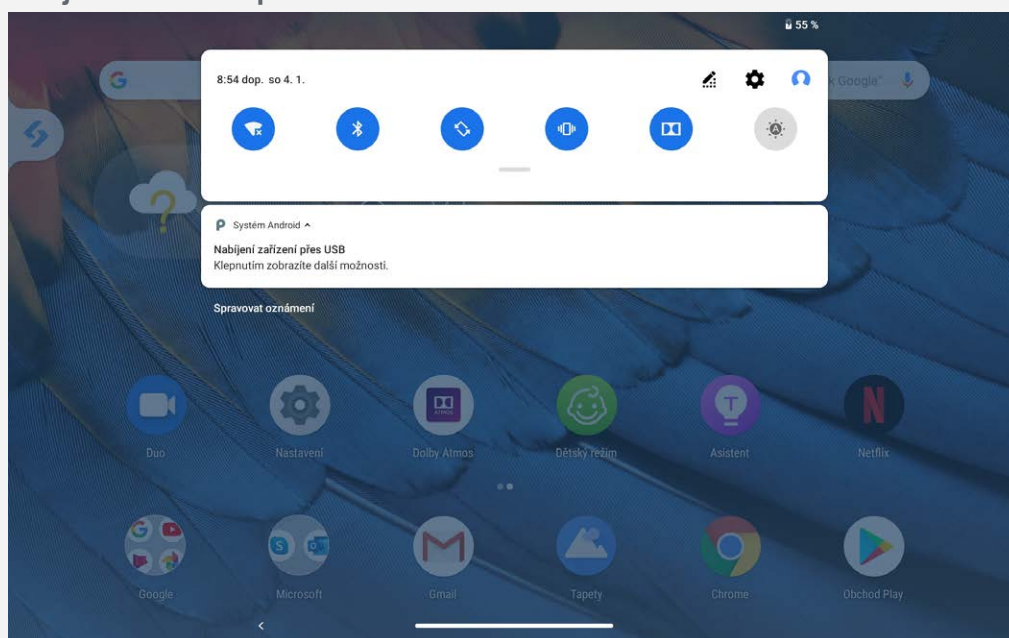 55 %
8:54 dop. so 4. 1.
k Google"
Systém Android
Nabíjení zařízení přes USB
Klepnutím zobrazíte další možnosti.
Spravovat oznámení
Duo
Nastavení
Dolby Atmos
Dětský režim
Asistent
Netflix
Google
Microsoft
Gmail
Tapety
Chrome
Obchod Play